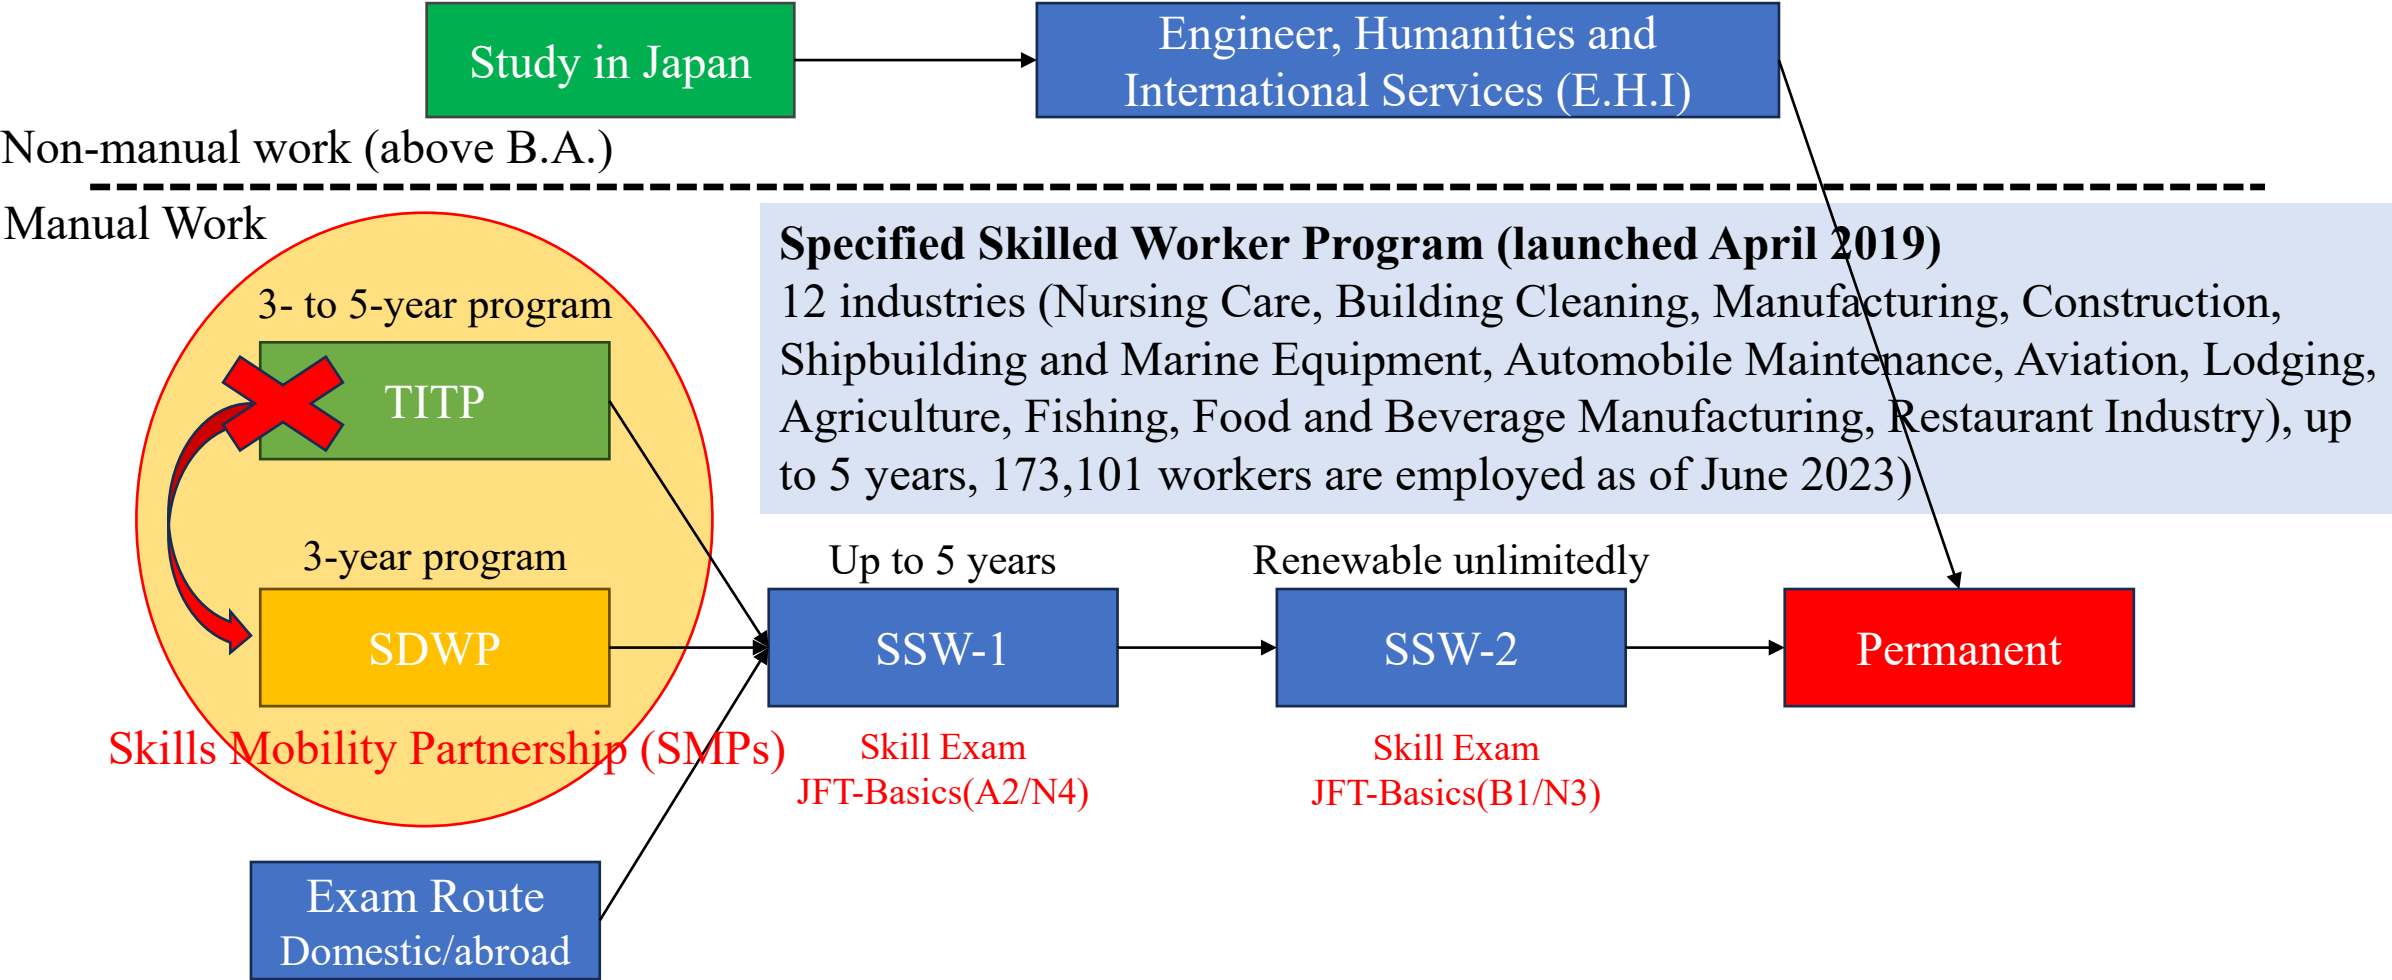 Study in Japan
Engineer, Humanities and
International Services (E.H.I)
Non-manual work (above B.A.)
Manual Work
Specified Skilled Worker Program (launched April 2019)
12 industries (Nursing Care, Building Cleaning, Manufacturing, Construction,
Shipbuilding and Marine Equipment, Automobile Maintenance, Aviation, Lodging,
Agriculture, Fishing, Food and Beverage Manufacturing, Restaurant Industry), up
to 5 years, 173,101 workers are employed as of June 2023)
3- to 5-year program
TITP
3-year program
SDWP
Skills Mobility Partnership (SMPs)
Up to 5 years
SSW-1
Skill Exam
JFT-Basics(A2/N4)
Renewable unlimitedly
SSW-2
Skill Exam
JFT-Basics(B1/N3)
Permanent
Exam Route
Domestic/abroad